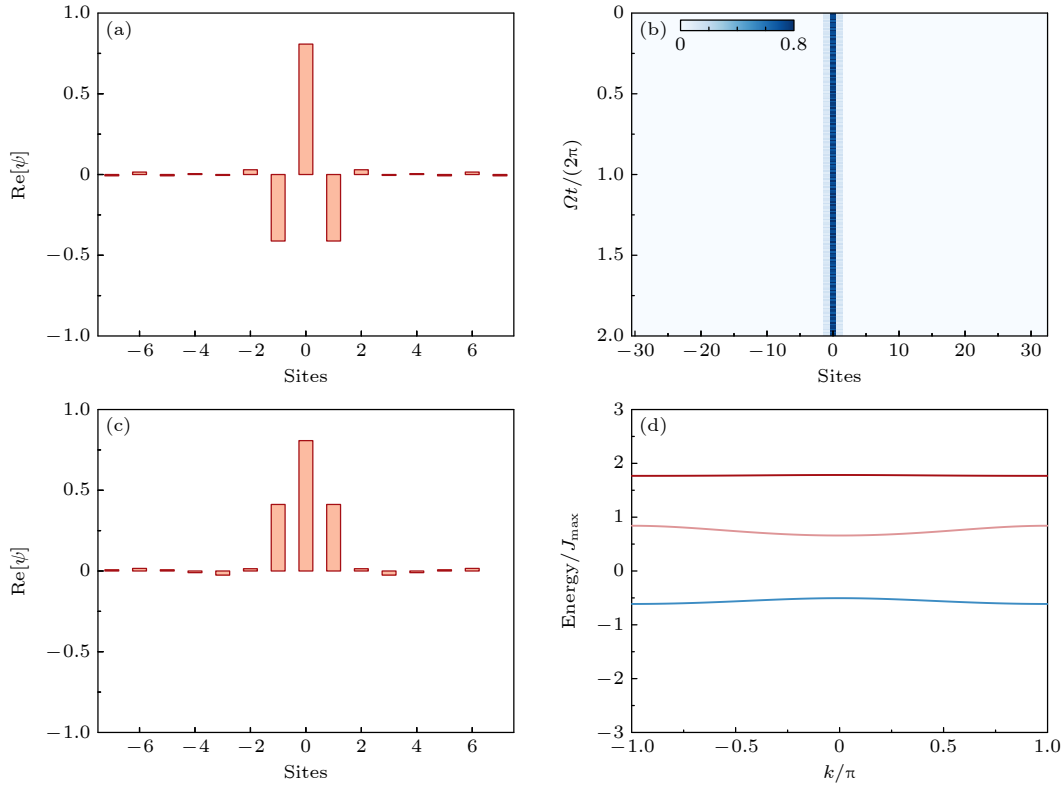 (a)
1.0
0.5
0
−0.5
−1.0
Re[ψ]
−6 −4 −2 0 2 4 6
Sites
(b)
0 0.8
0
0.5
1.0
1.5
2.0
Ωt/(2π)
−30 −20 −10 0 10 20 30
Sites
(c)
1.0
0.5
0
−0.5
−1.0
Re[ψ]
−6 −4 −2 0 2 4 6
Sites
(d)
3
2
1
0
−1
−2
−3
Energy/Jmax
−1.0 −0.5 0 0.5 1.0
k/π